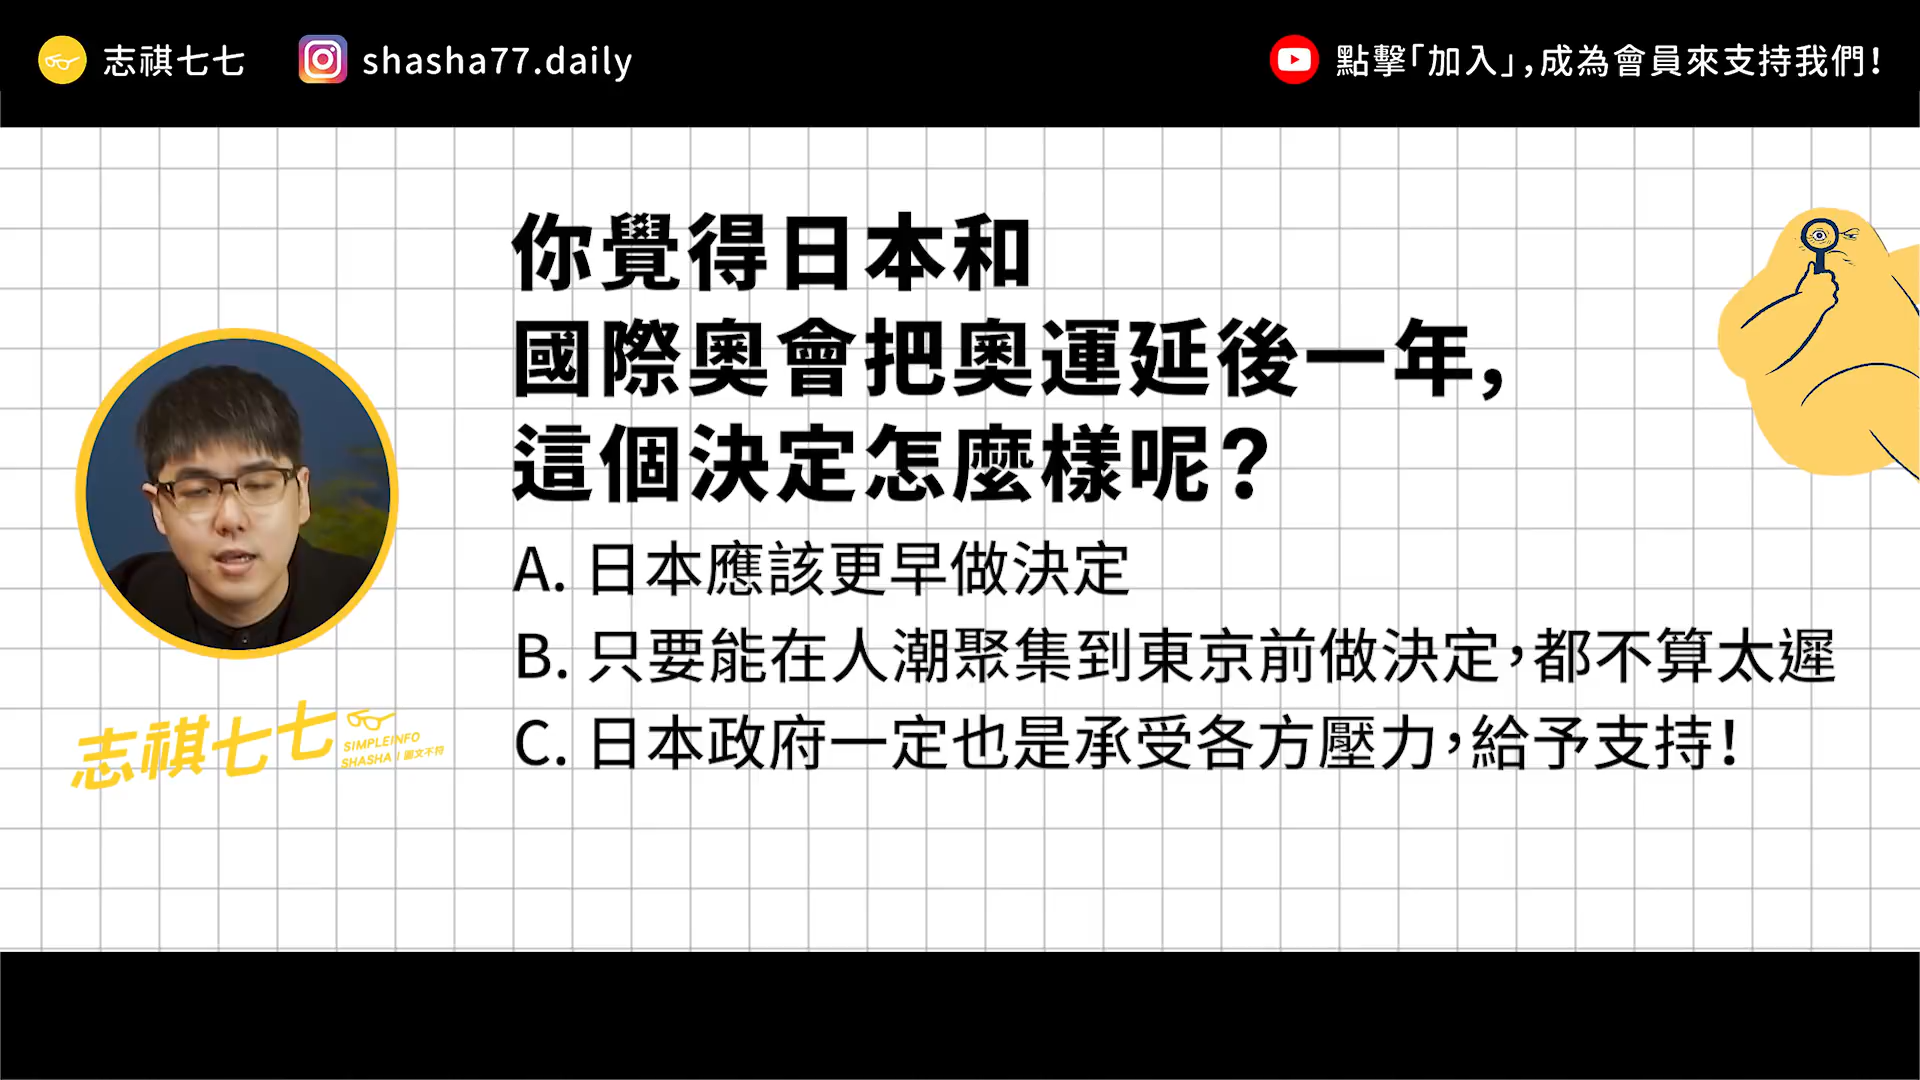 志祺七七
shasha77.daily
點擊「加入」,成為會員來支持我們!
你覺得日本和
國際奧會把奧運延後一年,
這個決定怎麼樣呢?
A. 日本應該更早做決定
B. 只要能在人潮聚集到東京前做決定,都不算太遲
C. 日本政府一定也是承受各方壓力,給予支持!
志祺七七
SIMPLEINFO
SHASHA | 圖文不符